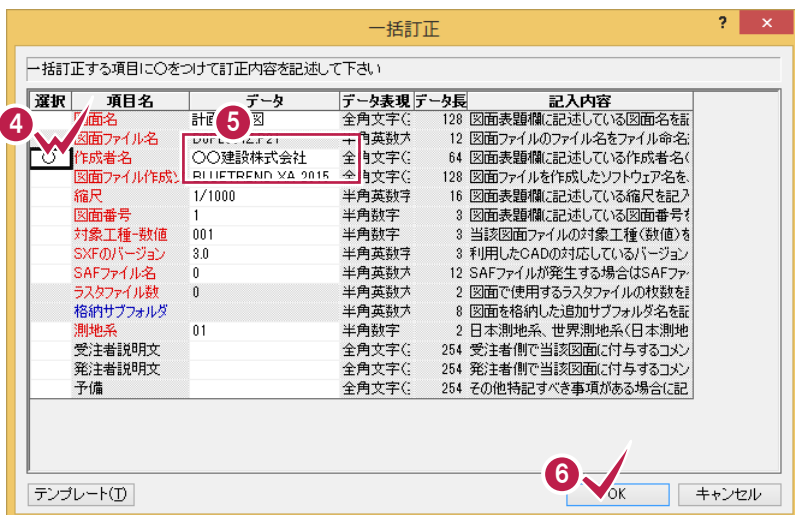 一括訂正
? ×
一括訂正する項目に○をつけて訂正内容を記述して下さい
選択 項目名 データ データ表現 データ長 記入内容
4 5
図面名 計画 図 全角文字(半 128 図面表題欄に記述している図面名を記
図面ファイル名 半角英数大 12 図面ファイルのファイル名をファイル命名
○ 作成者名 ○○建設株式会社 全角文字(半 64 図面表題欄に記述している作成者名(
図面ファイル作成ソ BLUETREND XA 2015 全角文字(半 128 図面ファイルを作成したソフトウェア名を、
縮尺 1/1000 半角英数字 16 図面表題欄に記述している縮尺を記入
図面番号 1 半角数字 3 図面表題欄に記述している図面番号を
対象工種-数値 001 半角数字 3 当該図面ファイルの対象工種(数値)を
SXFのバージョン 3.0 半角英数字 3 利用したCADの対応しているバージョン
SAFファイル名 0 半角英数大 12 SAFファイルが発生する場合はSAFファ
ラスタファイル数 0 半角英数大 2 図面で使用するラスタファイルの枚数を記
格納サブフォルダ 半角英数大 8 図面を格納した追加サブフォルダ名を記
測地系 01 半角数字 2 日本測地系、世界測地系(日本測地
受注者説明文 全角文字(半 254 受注者側で当該図面に付与するコメン
発注者説明文 全角文字(半 254 発注者側で当該図面に付与するコメン
予備 全角文字(半 254 その他特記すべき事項がある場合に記
6
テンプレート(T) OK キャンセル